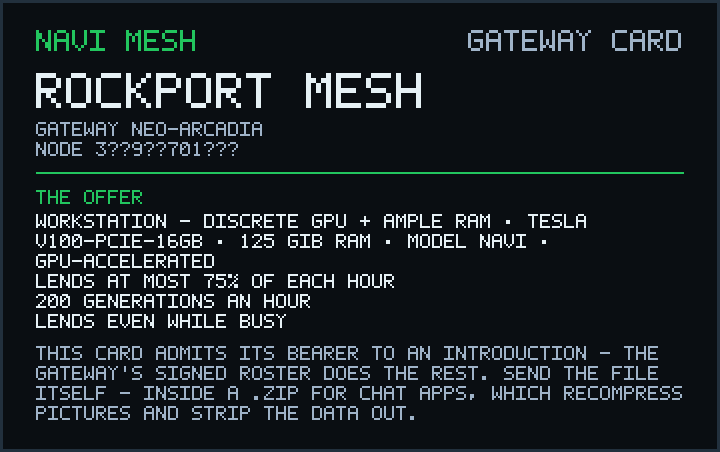 NAVI MESH
GATEWAY CARD
ROCKPORT MESH
GATEWAY NEO-ARCADIA
NODE 3??9??701???
THE OFFER
WORKSTATION - DISCRETE GPU + AMPLE RAM · TESLA
V100-PCIE-16GB · 125 GIB RAM · MODEL NAVI ·
GPU-ACCELERATED
LENDS AT MOST 75% OF EACH HOUR
200 GENERATIONS AN HOUR
LENDS EVEN WHILE BUSY
THIS CARD ADMITS ITS BEARER TO AN INTRODUCTION - THE
GATEWAY'S SIGNED ROSTER DOES THE REST. SEND THE FILE
ITSELF - INSIDE A .ZIP FOR CHAT APPS, WHICH RECOMPRESS
PICTURES AND STRIP THE DATA OUT.